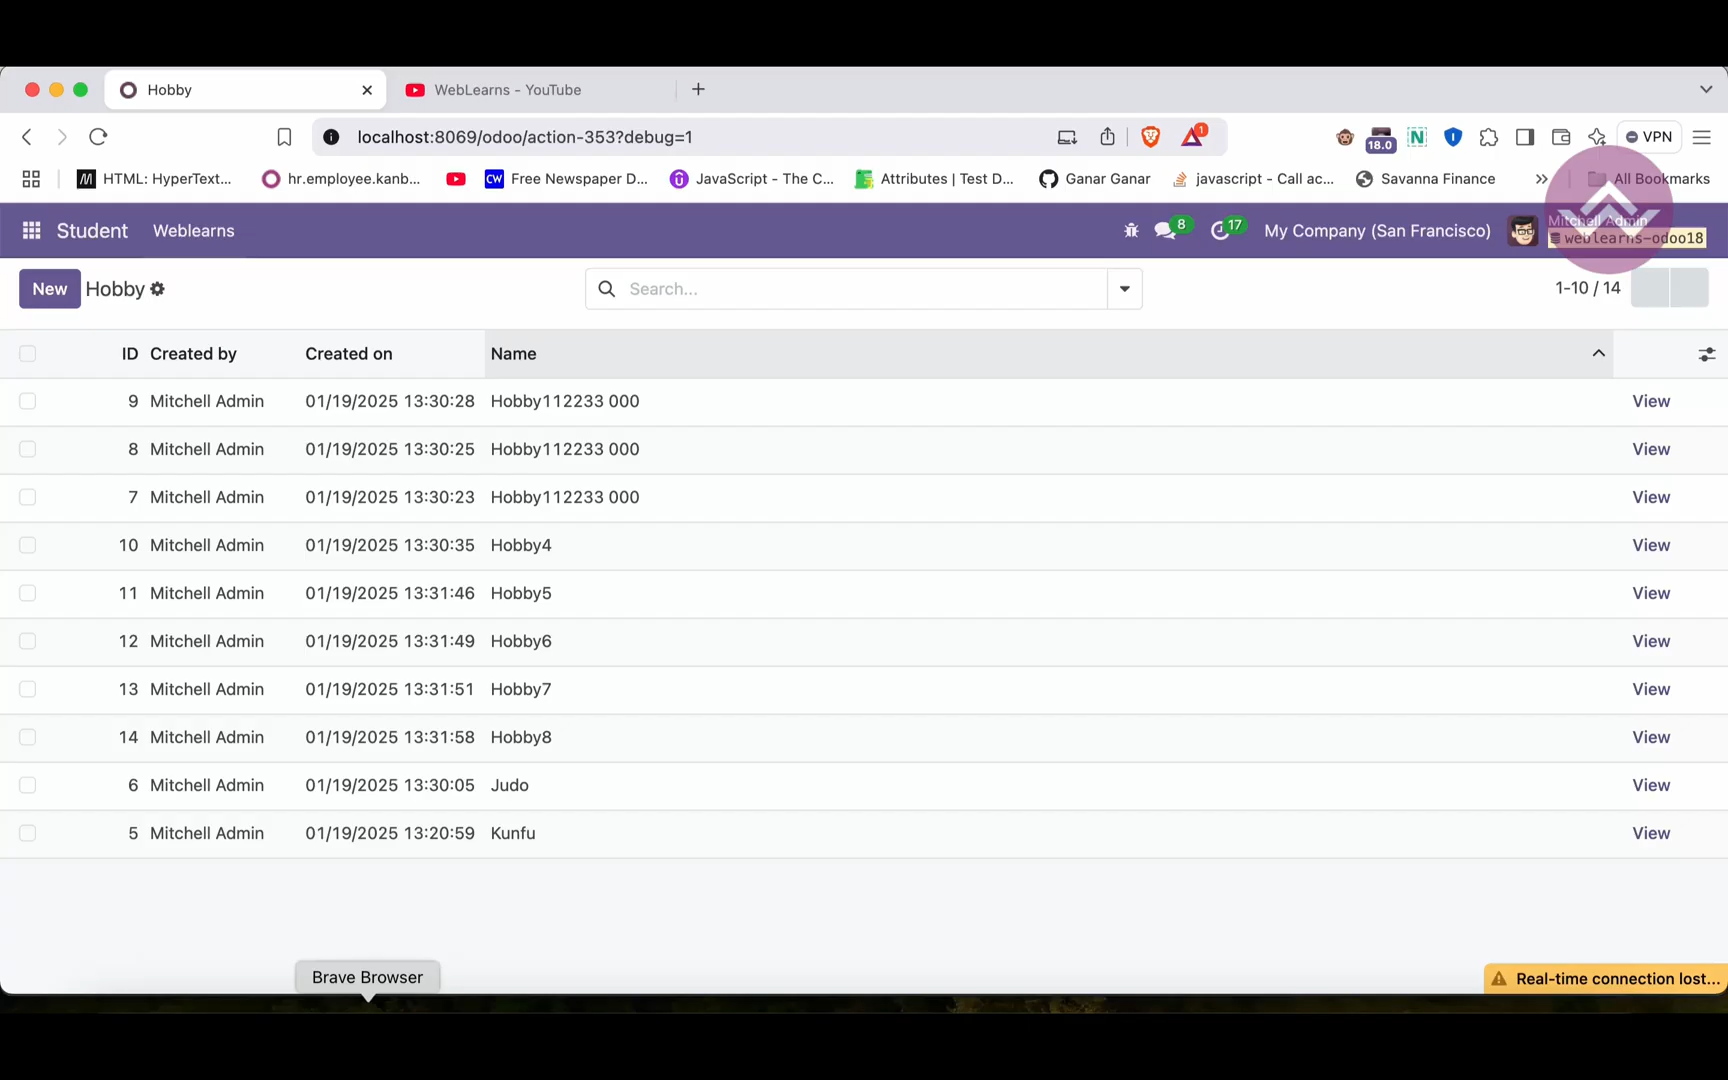 Hobby
WebLearns - YouTube
localhost:8069/odoo/action-353?debug=1
1
18.0
N
VPN
HTML: HyperText...
hr.employee.kanb...
CW
Free Newspaper D...
JavaScript - The C...
Attributes | Test D...
Ganar Ganar
javascript - Call ac...
Savanna Finance
All Bookmarks
Student
Weblearns
8
17
My Company (San Francisco)
Mitchell Admin
weblearns-odoo18
New
Hobby
Search...
1-10 / 14
ID Created by Created on Name
9 Mitchell Admin 01/19/2025 13:30:28 Hobby112233 000 View
8 Mitchell Admin 01/19/2025 13:30:25 Hobby112233 000 View
7 Mitchell Admin 01/19/2025 13:30:23 Hobby112233 000 View
10 Mitchell Admin 01/19/2025 13:30:35 Hobby4 View
11 Mitchell Admin 01/19/2025 13:31:46 Hobby5 View
12 Mitchell Admin 01/19/2025 13:31:49 Hobby6 View
13 Mitchell Admin 01/19/2025 13:31:51 Hobby7 View
14 Mitchell Admin 01/19/2025 13:31:58 Hobby8 View
6 Mitchell Admin 01/19/2025 13:30:05 Judo View
5 Mitchell Admin 01/19/2025 13:20:59 Kunfu View
Brave Browser
Real-time connection lost...